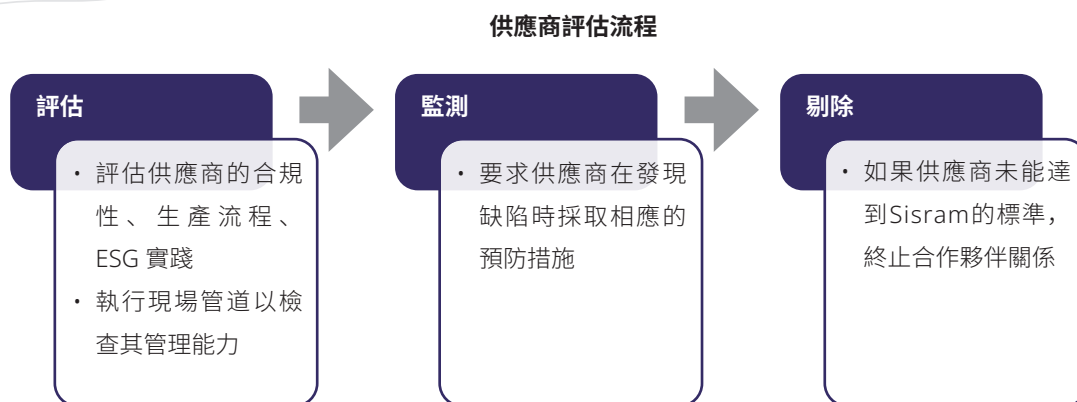 供應商評估流程
評估
• 評估供應商的合規
性、生產流程、
ESG 實踐
• 執行現場管道以檢
查其管理能力
監測
• 要求供應商在發現
缺陷時採取相應的
預防措施
剔除
• 如果供應商未能達
到Sisram的標準，
終止合作夥伴關係